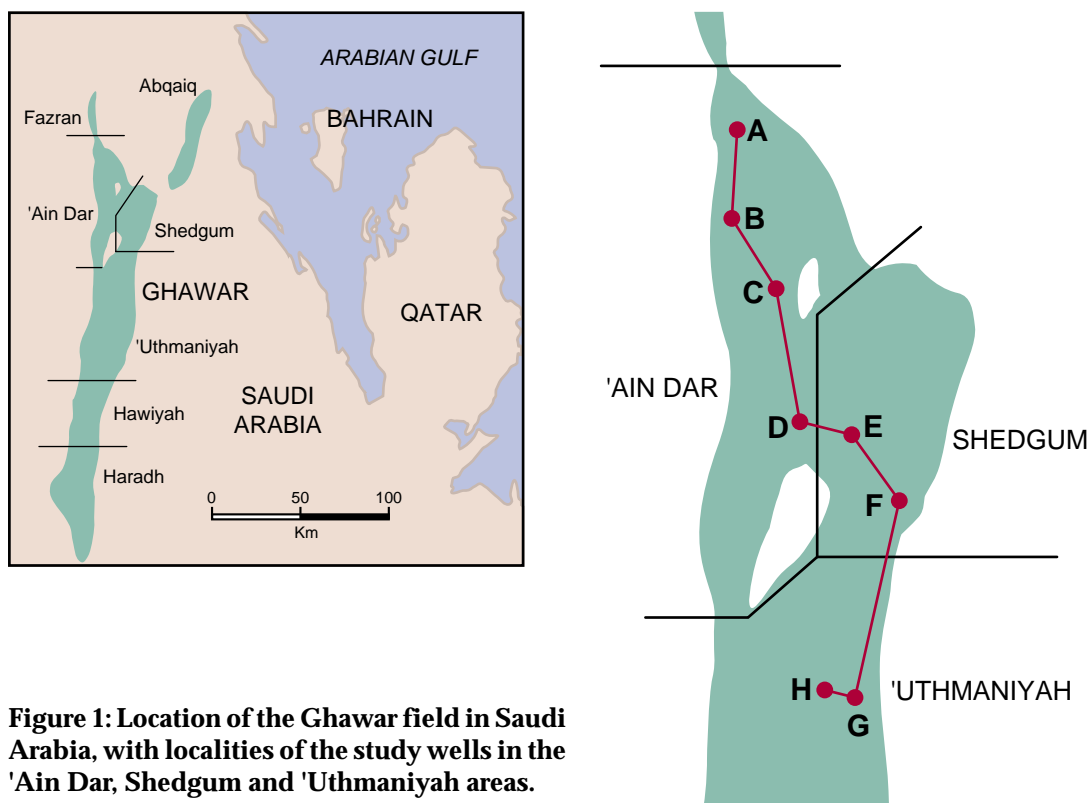 ARABIAN GULF
Abqaiq
Fazran
BAHRAIN
'Ain Dar
Shedgum
GHAWAR
QATAR
'Uthmaniyah
SAUDI
ARABIA
Hawiyah
Haradh
0 50 100
Km
A
B
C
'AIN DAR
D
E
SHEDGUM
F
H
G
'UTHMANIYAH
Figure 1: Location of the Ghawar field in Saudi
Arabia, with localities of the study wells in the
'Ain Dar, Shedgum and 'Uthmaniyah areas.